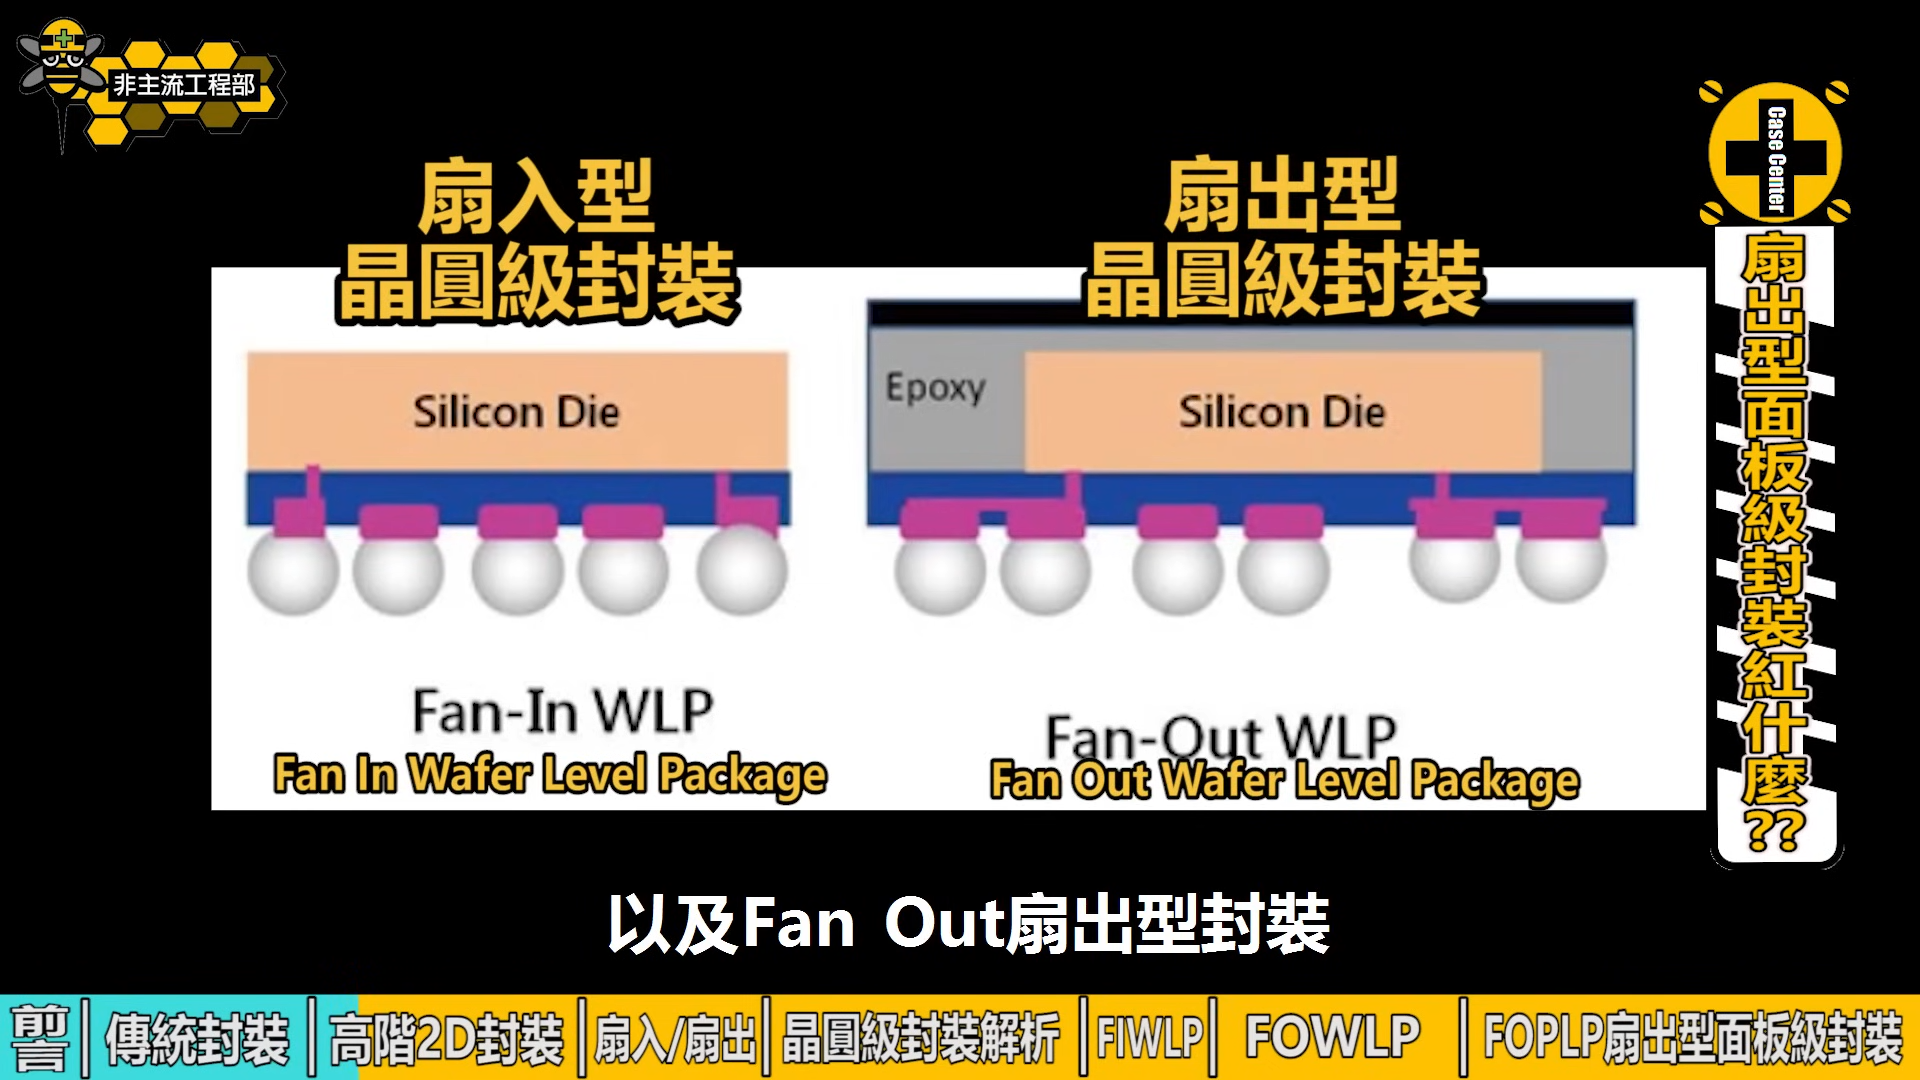 非主流工程部
Case Center
扇入型
晶圓級封裝
扇出型
晶圓級封裝
Silicon Die
Epoxy
Silicon Die
Fan-In WLP
Fan In Wafer Level Package
Fan-Out WLP
Fan Out Wafer Level Package
扇出型面板級封裝紅什麼??
以及Fan Out扇出型封裝
前言
傳統封裝
高階2D封裝
扇入/扇出
晶圓級封裝解析
FIWLP
FOWLP
FOPLP扇出型面板級封裝